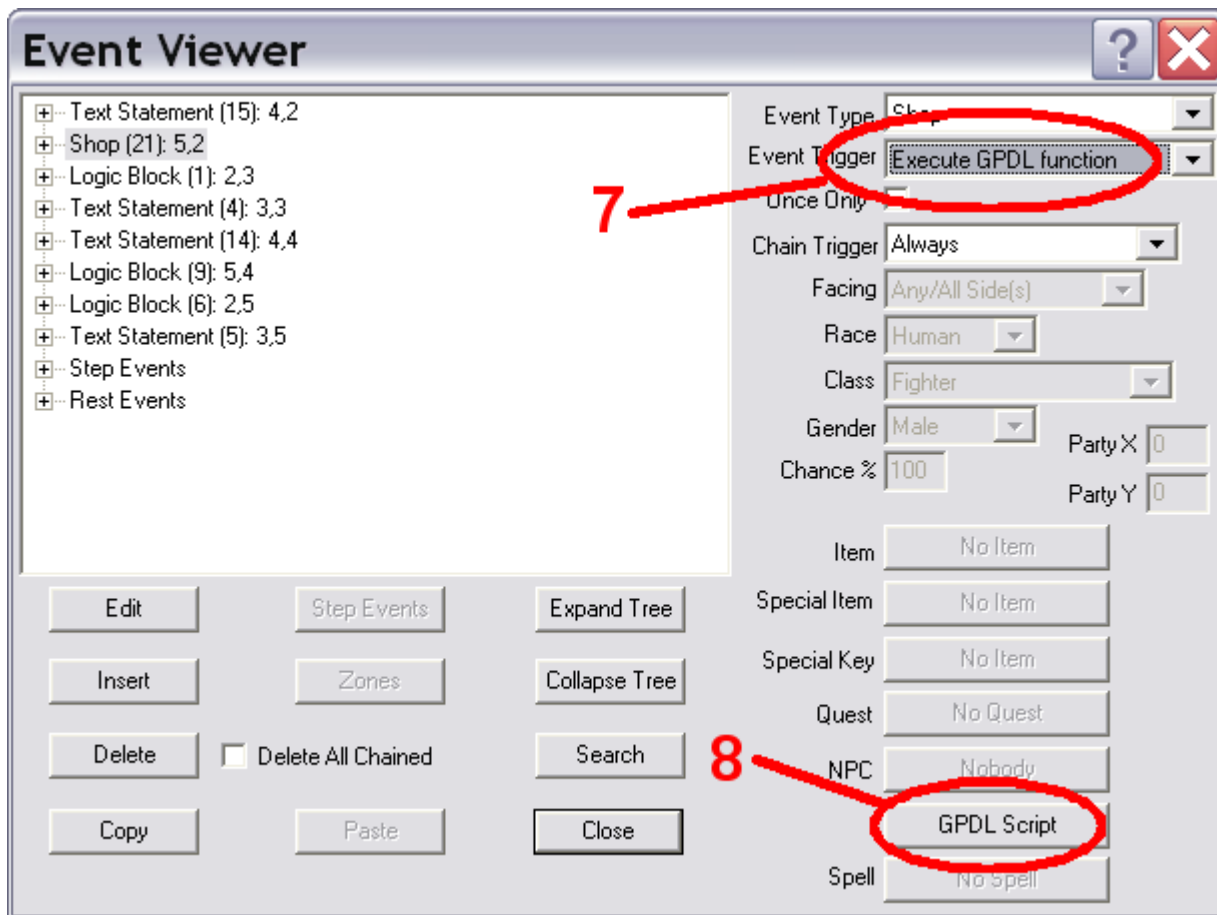 Event Viewer
Text Statement (15): 4,2
Shop (21): 5,2
Logic Block (1): 2,3
Text Statement (4): 3,3
Text Statement (14): 4,4
Logic Block (9): 5,4
Logic Block (6): 2,5
Text Statement (5): 3,5
Step Events
Rest Events
Event Type Shop
Event Trigger Execute GPDL function
7
Once Only
Chain Trigger Always
Facing Any/All Side(s)
Race Human
Class Fighter
Gender Male
Chance % 100
Party X 0
Party Y 0
Item No Item
Special Item No Item
Special Key No Item
Quest No Quest
8
NPC Nobody
GPDL Script
Spell No Spell
Edit Step Events Expand Tree
Insert Zones Collapse Tree
Delete Delete All Chained Search
Copy Paste Close